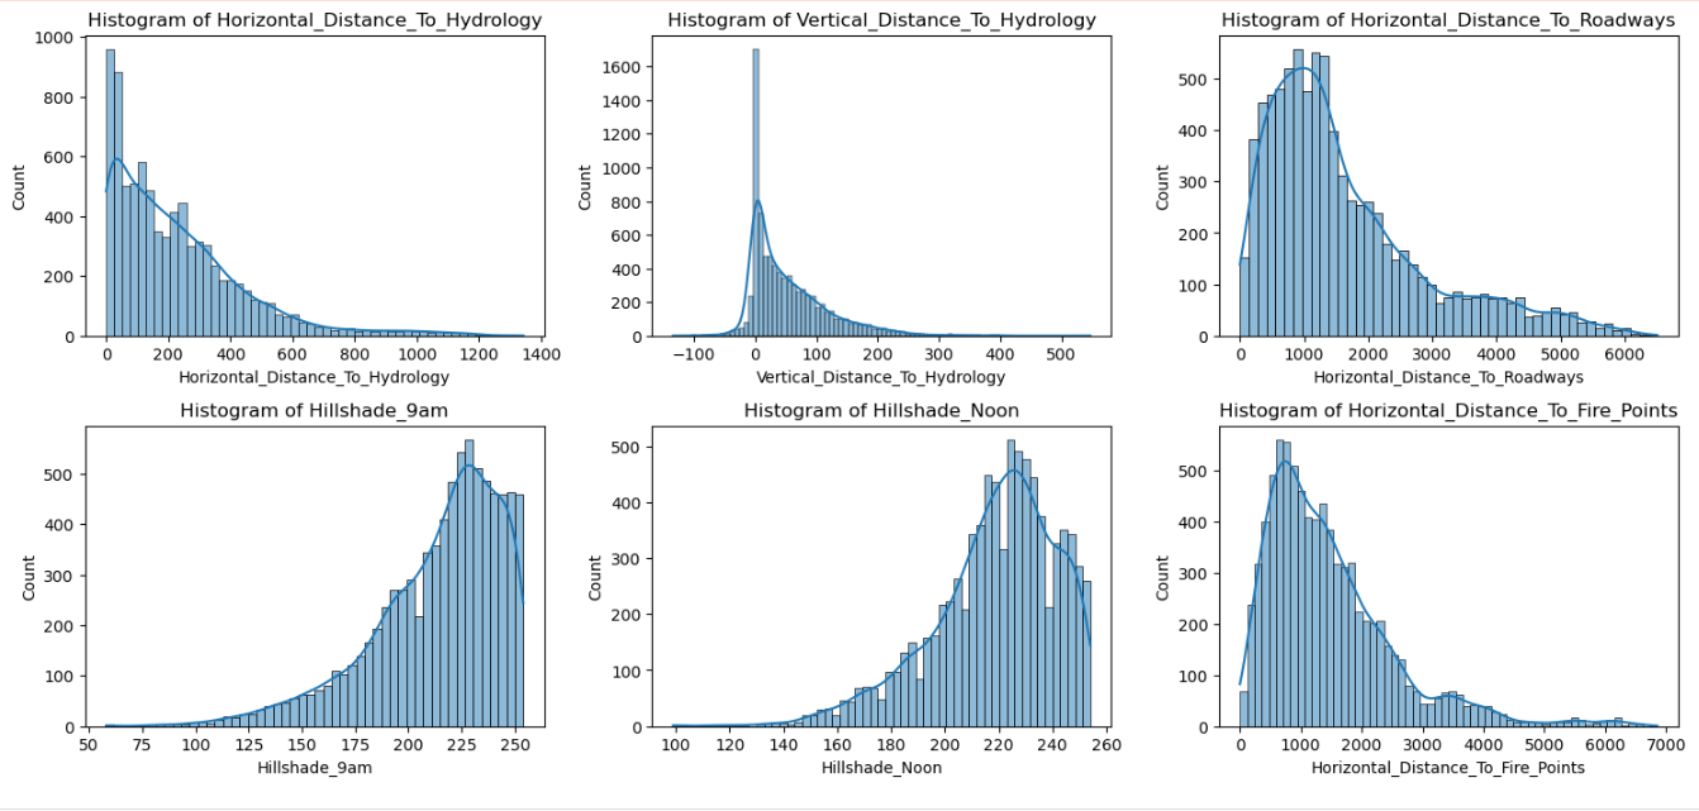 Histogram of Horizontal_Distance_To_Hydrology
1000
800
600
400
200
0
Count
0 200 400 600 800 1000 1200 1400
Horizontal_Distance_To_Hydrology
Histogram of Vertical_Distance_To_Hydrology
1600
1400
1200
1000
800
600
400
200
0
Count
−100 0 100 200 300 400 500
Vertical_Distance_To_Hydrology
Histogram of Horizontal_Distance_To_Roadways
500
400
300
200
100
0
Count
0 1000 2000 3000 4000 5000 6000
Horizontal_Distance_To_Roadways
Histogram of Hillshade_9am
500
400
300
200
100
0
Count
50 75 100 125 150 175 200 225 250
Hillshade_9am
Histogram of Hillshade_Noon
500
400
300
200
100
0
Count
100 120 140 160 180 200 220 240 260
Hillshade_Noon
Histogram of Horizontal_Distance_To_Fire_Points
500
400
300
200
100
0
Count
0 1000 2000 3000 4000 5000 6000 7000
Horizontal_Distance_To_Fire_Points